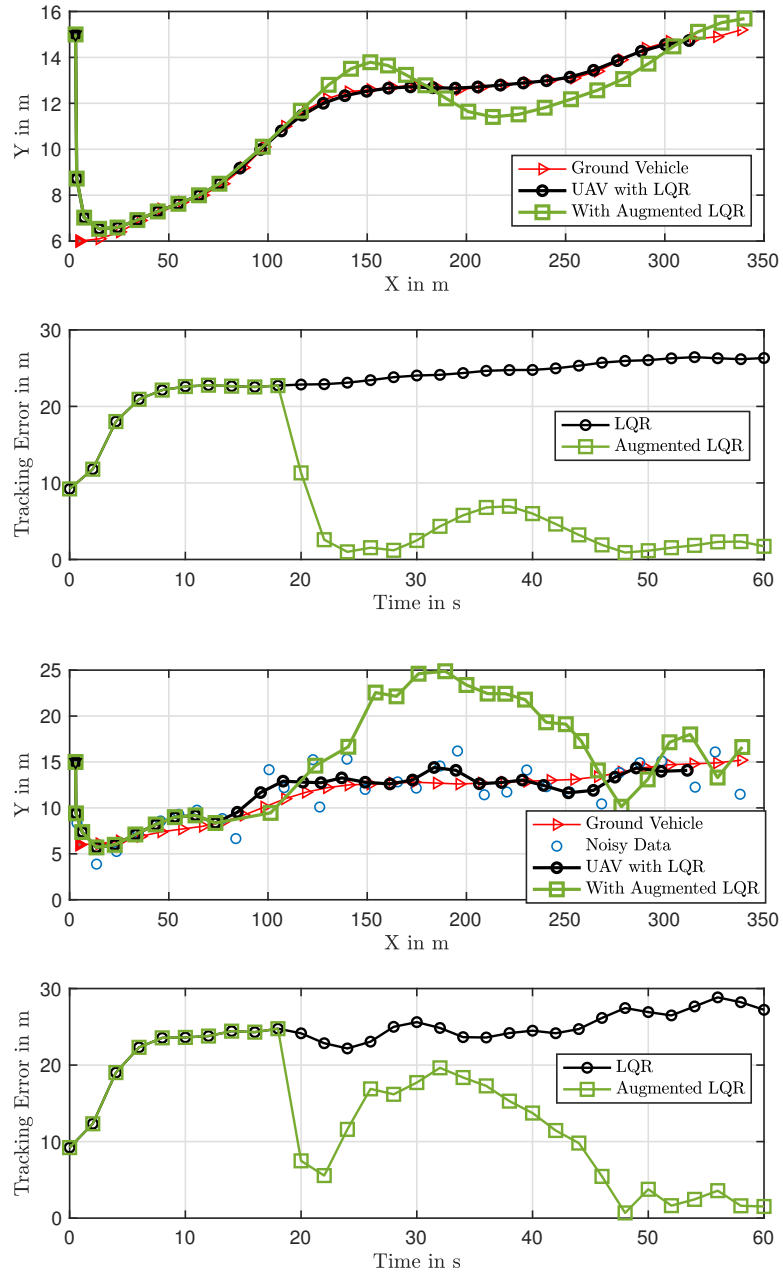 16
14
12
10
8
6
Y in m
Ground Vehicle
UAV with LQR
With Augmented LQR
0 50 100 150 200 250 300 350
X in m
30
20
10
0
Tracking Error in m
LQR
Augmented LQR
0 10 20 30 40 50 60
Time in s
25
20
15
10
5
0
Y in m
Ground Vehicle
Noisy Data
UAV with LQR
With Augmented LQR
0 50 100 150 200 250 300 350
X in m
30
20
10
0
Tracking Error in m
LQR
Augmented LQR
0 10 20 30 40 50 60
Time in s